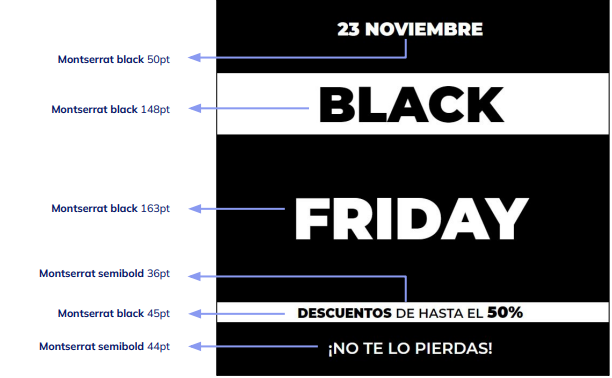 23 NOVIEMBRE
Montserrat black 50pt
BLACK
Montserrat black 148pt
FRIDAY
Montserrat black 163pt
Montserrat semibold 36pt
DESCUENTOS DE HASTA EL 50%
Montserrat black 45pt
¡NO TE LO PIERDAS!
Montserrat semibold 44pt